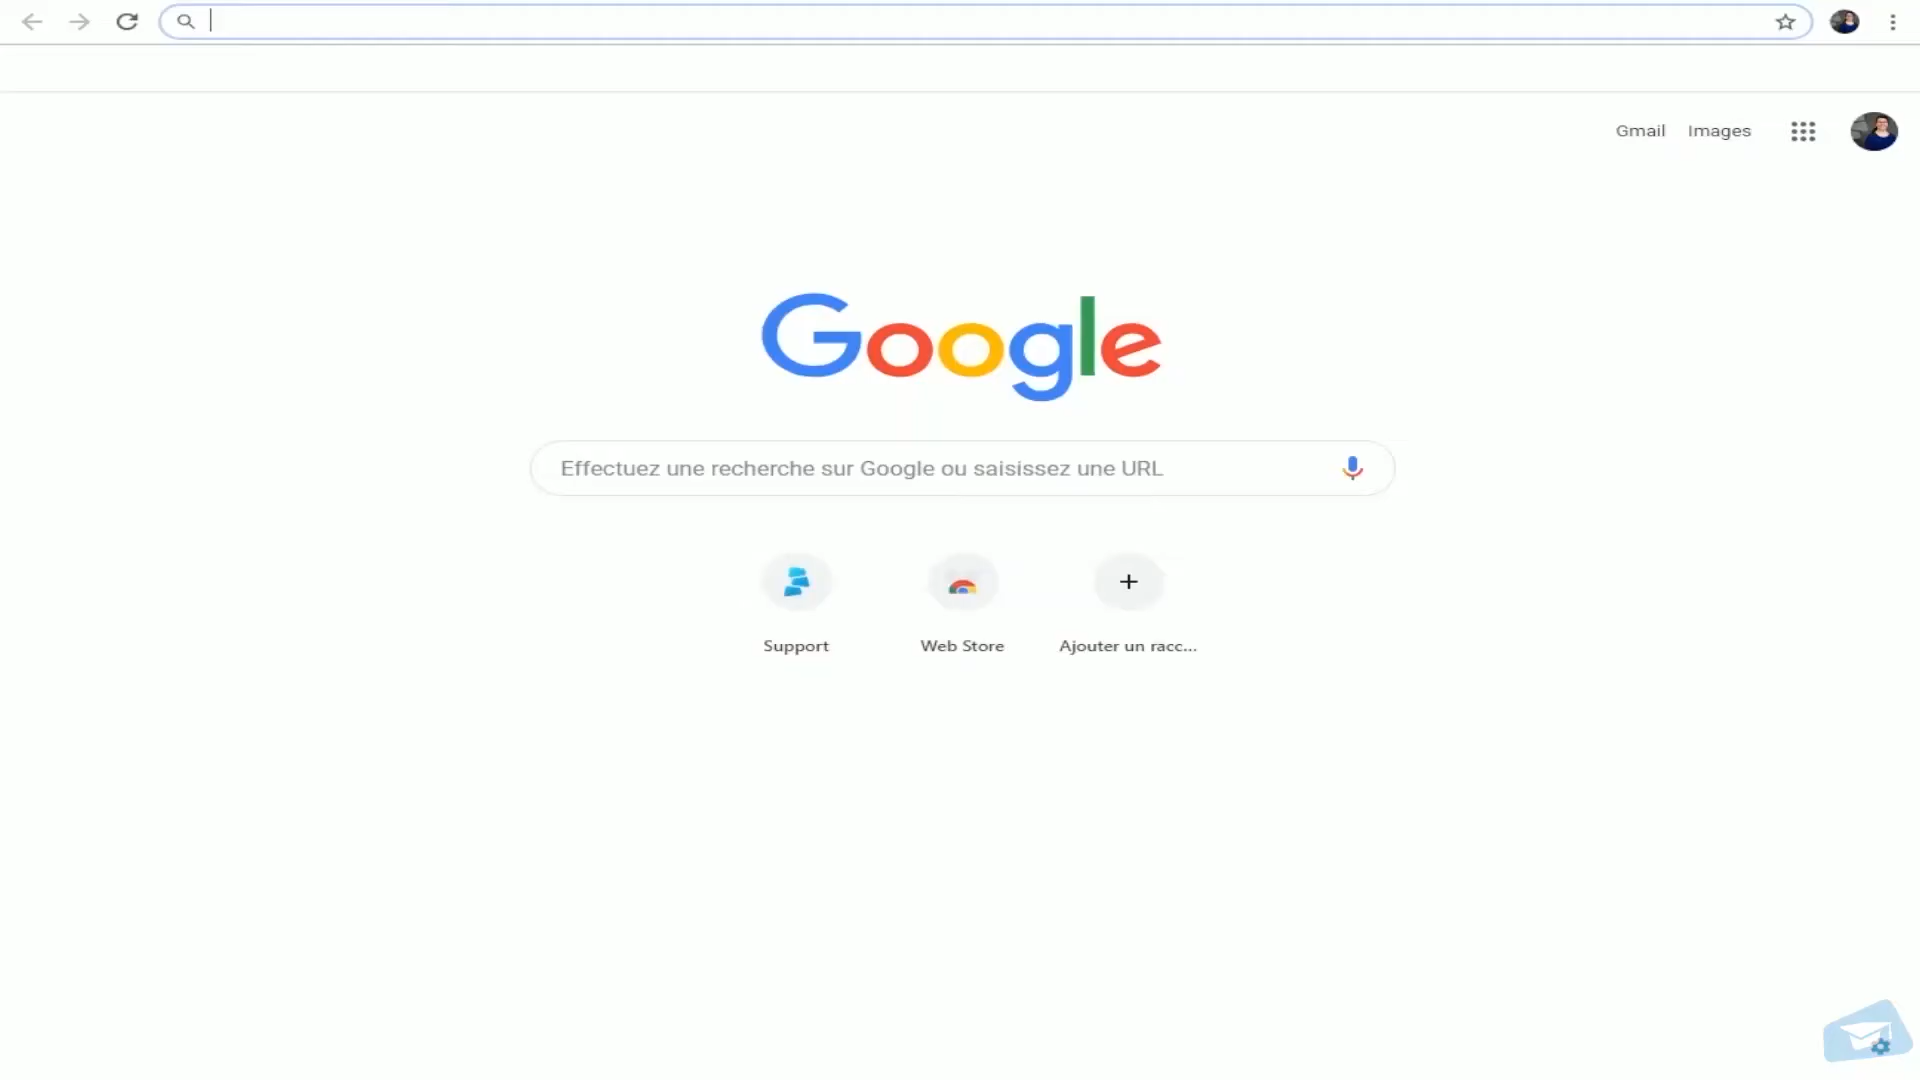 Gmail Images
Google
Effectuez une recherche sur Google ou saisissez une URL
Support Web Store Ajouter un racc...